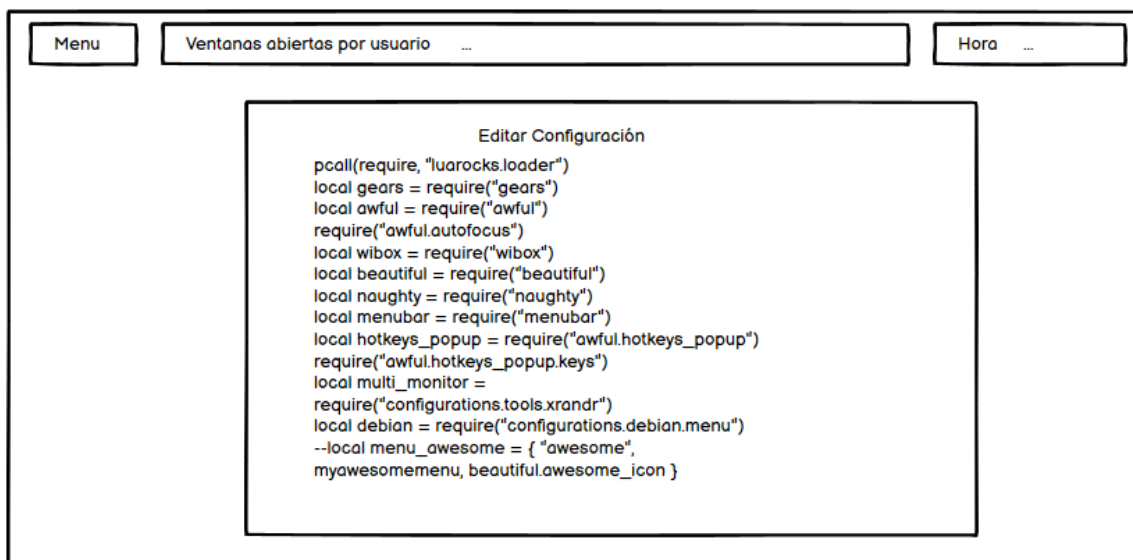 Menu
Ventanas abiertas por usuario ...
Hora ...
Editar Configuración
pcall(require, "luarocks.loader")
local gears = require("gears")
local awful = require("awful")
require("awful.autofocus")
local wibox = require("wibox")
local beautiful = require("beautiful")
local naughty = require("naughty")
local menubar = require("menubar")
local hotkeys_popup = require("awful.hotkeys_popup")
require("awful.hotkeys_popup.keys")
local multi_monitor =
require("configurations.tools.xrandr")
local debian = require("configurations.debian.menu")
--local menu_awesome = { "awesome",
myawesomemenu, beautiful.awesome_icon }